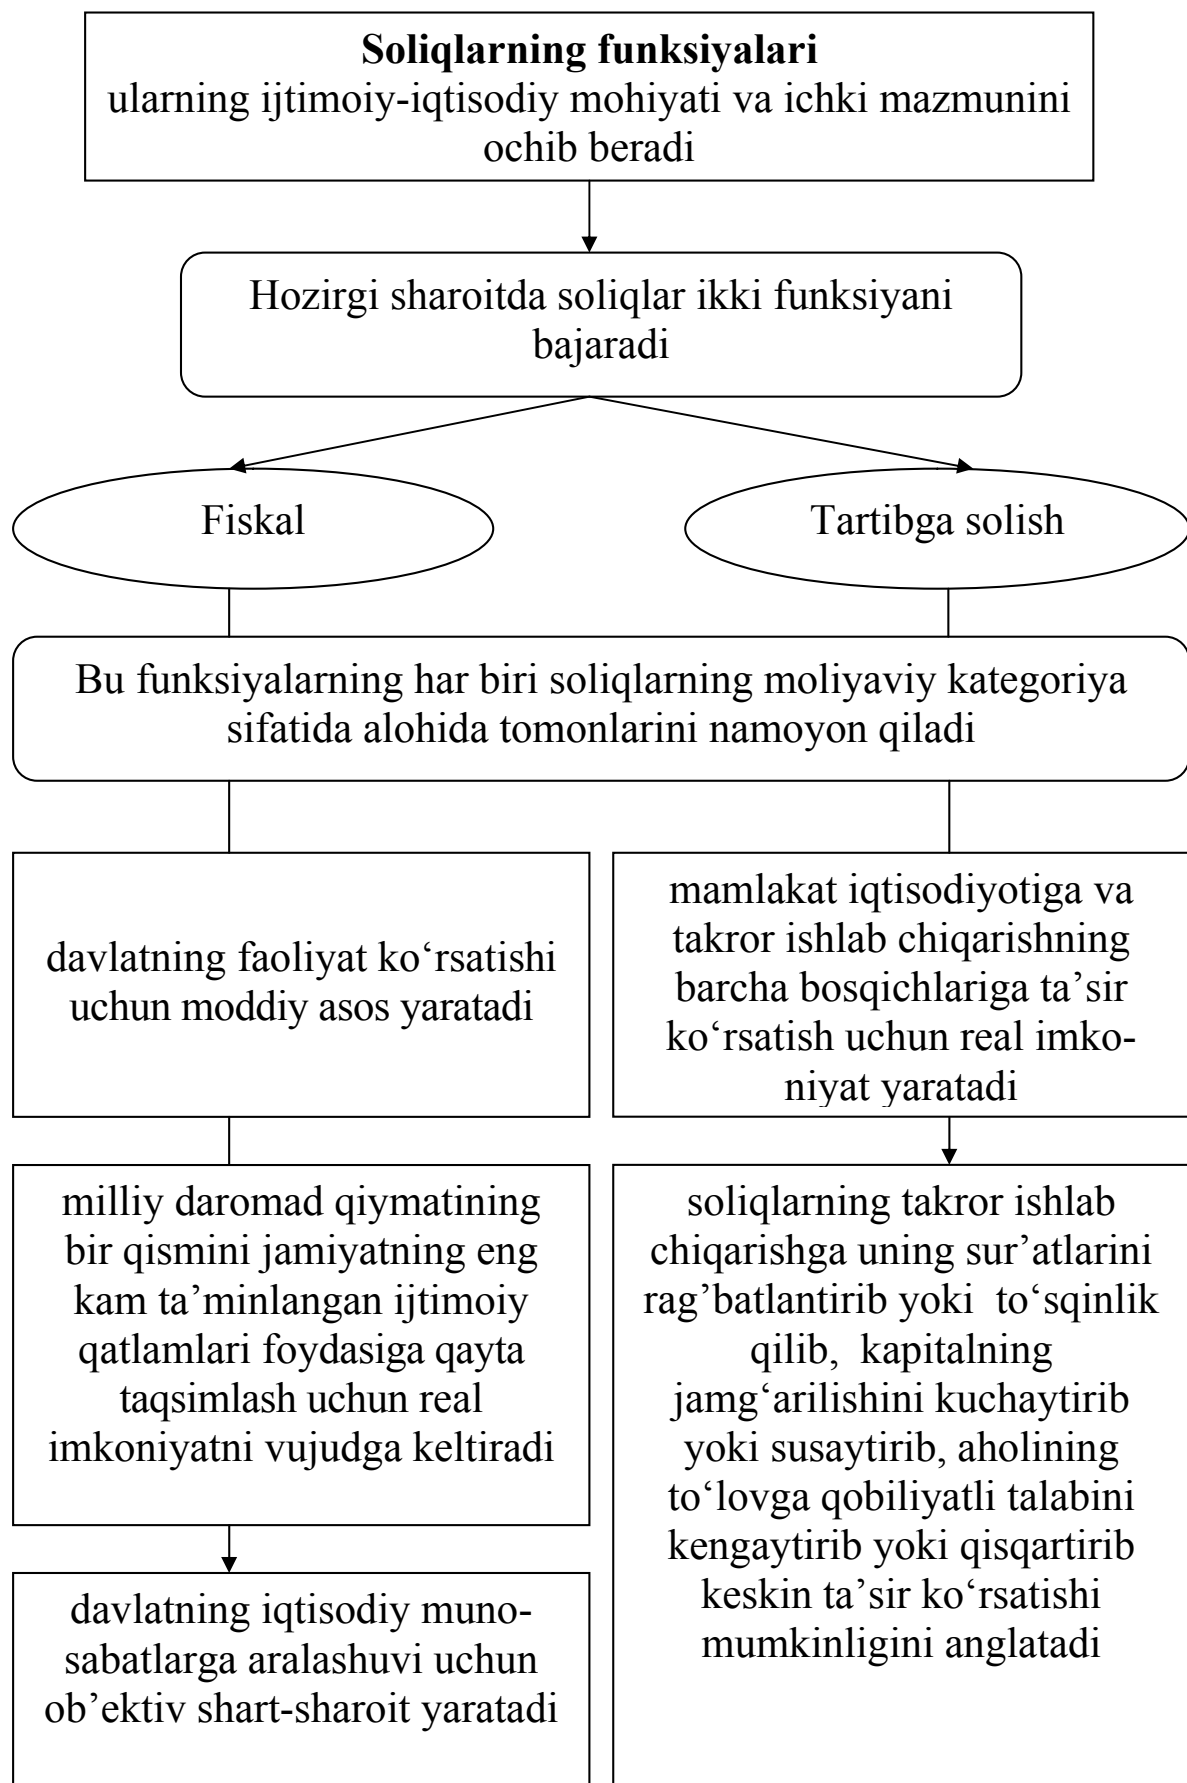 Soliqlarning funksiyalari
ularning ijtimoiy-iqtisodiy mohiyati va ichki mazmunini
ochib beradi
Hozirgi sharoitda soliqlar ikki funksiyani
bajaradi
Fiskal
Tartibga solish
Bu funksiyalarning har biri soliqlarning moliyaviy kategoriya
sifatida alohida tomonlarini namoyon qiladi
davlatning faoliyat ko‘rsatishi
uchun moddiy asos yaratadi
mamlakat iqtisodiyotiga va
takror ishlab chiqarishning
barcha bosqichlariga ta’sir
ko‘rsatish uchun real imko-
niyat yaratadi
milliy daromad qiymatining
bir qismini jamiyatning eng
kam ta’minlangan ijtimoiy
qatlamlari foydasiga qayta
taqsimlash uchun real
imkoniyatni vujudga keltiradi
soliqlarning takror ishlab
chiqarishga uning sur’atlarini
rag’batlantirib yoki to‘sqinlik
qilib, kapitalning
jamg‘arilishini kuchaytirib
yoki susaytirib, aholining
to‘lovga qobiliyatli talabini
kengaytirib yoki qisqartirib
keskin ta’sir ko‘rsatishi
mumkinligini anglatadi
davlatning iqtisodiy muno-
sabatlarga aralashuvi uchun
ob’ektiv shart-sharoit yaratadi